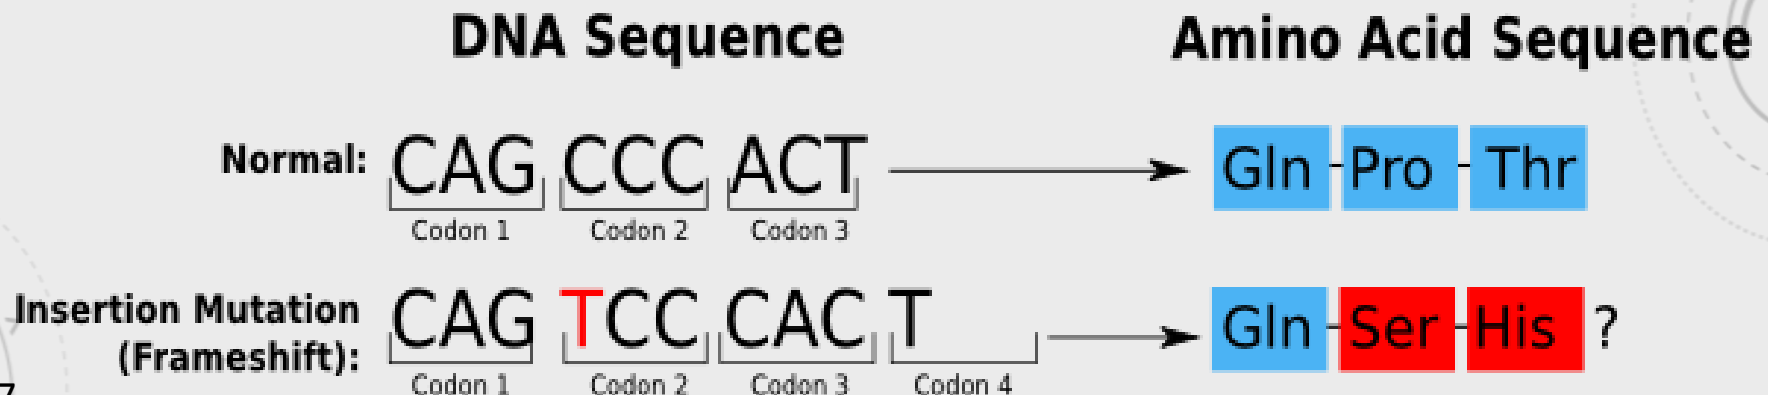 DNA Sequence Amino Acid Sequence
Normal: CAG CCC ACT Gln Pro Thr
Codon 1 Codon 2 Codon 3
Insertion Mutation
(Frameshift): CAG TCC CAC T Gln Ser His ?
Codon 1 Codon 2 Codon 3 Codon 4
7